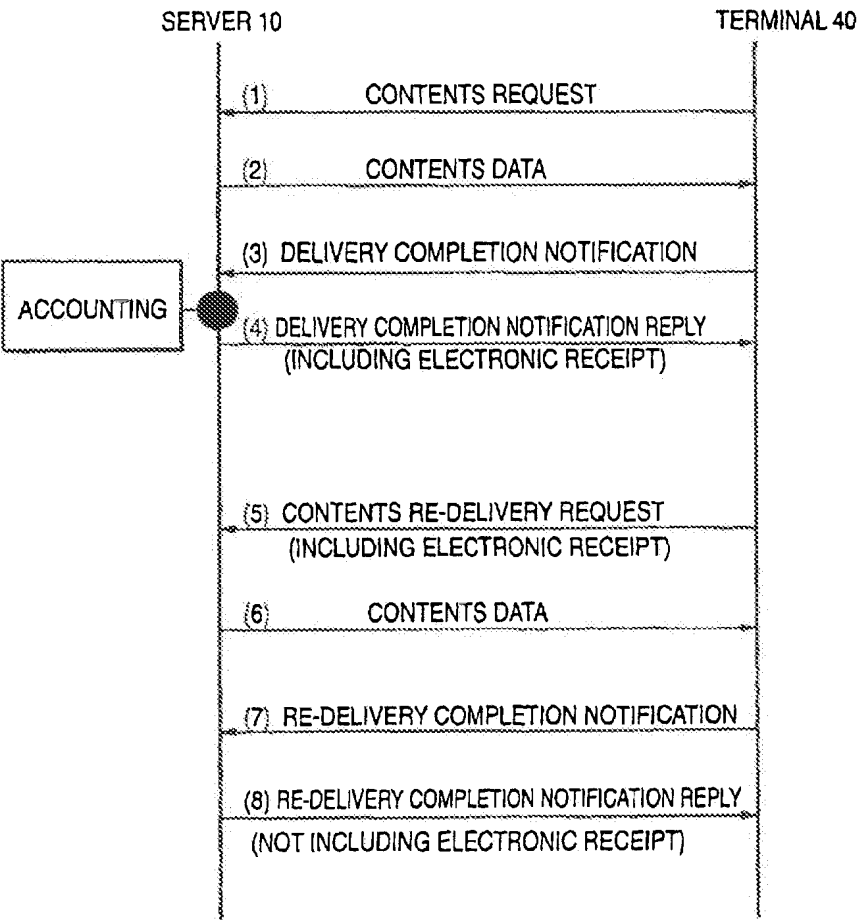 SERVER 10
TERMINAL 40
(1) CONTENTS REQUEST
(2) CONTENTS DATA
(3) DELIVERY COMPLETION NOTIFICATION
ACCOUNTING
(4) DELIVERY COMPLETION NOTIFICATION REPLY
(INCLUDING ELECTRONIC RECEIPT)
(5) CONTENTS RE-DELIVERY REQUEST
(INCLUDING ELECTRONIC RECEIPT)
(6) CONTENTS DATA
(7) RE-DELIVERY COMPLETION NOTIFICATION
(8) RE-DELIVERY COMPLETION NOTIFICATION REPLY
(NOT INCLUDING ELECTRONIC RECEIPT)